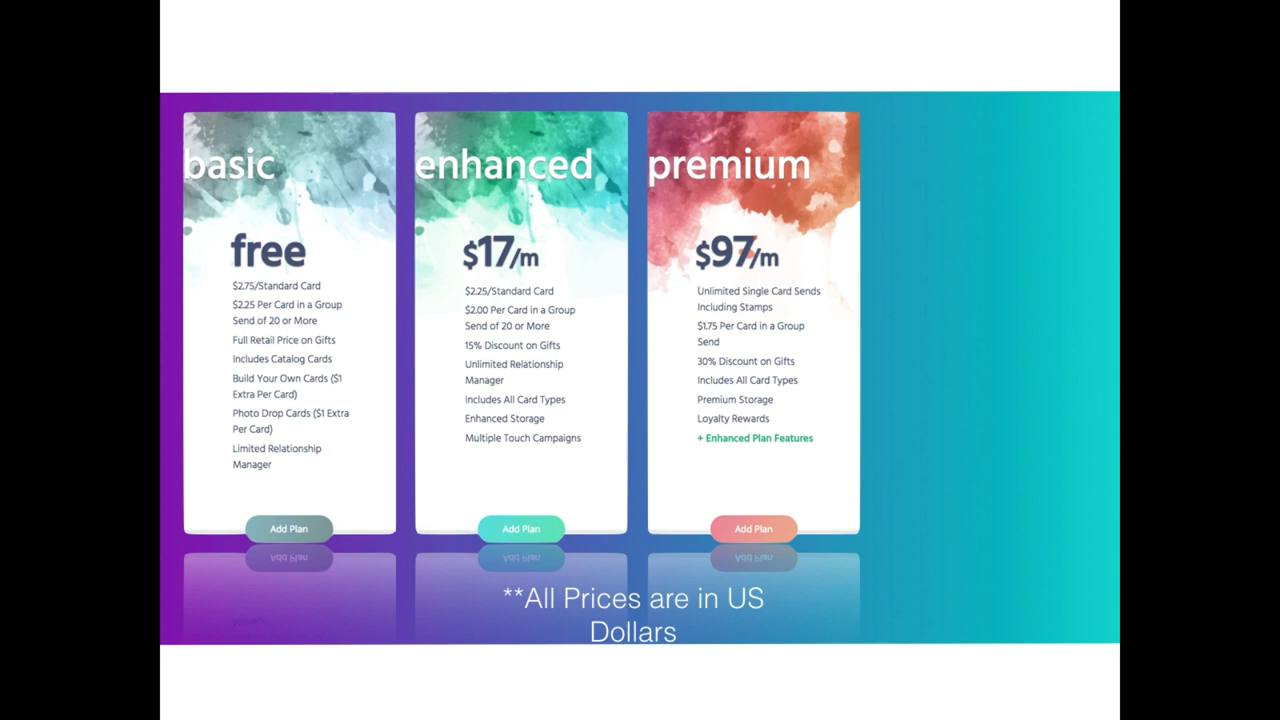 basic
free
$2.75/Standard Card
$2.25 Per Card in a Group
Send of 20 or More
Full Retail Price on Gifts
Includes Catalog Cards
Build Your Own Cards ($1
Extra Per Card)
Photo Drop Cards ($1 Extra
Per Card)
Limited Relationship
Manager
Add Plan
enhanced
$17/m
$2.25/Standard Card
$2.00 Per Card in a Group
Send of 20 or More
15% Discount on Gifts
Unlimited Relationship
Manager
Includes All Card Types
Enhanced Storage
Multiple Touch Campaigns
Add Plan
premium
$97/m
Unlimited Single Card Sends
Including Stamps
$1.75 Per Card in a Group
Send
30% Discount on Gifts
Includes All Card Types
Premium Storage
Loyalty Rewards
+ Enhanced Plan Features
Add Plan
**All Prices are in US
Dollars